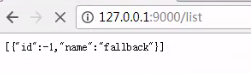 127.0.0.1:9000/list
[{"id":-1,"name":"fallback"}]